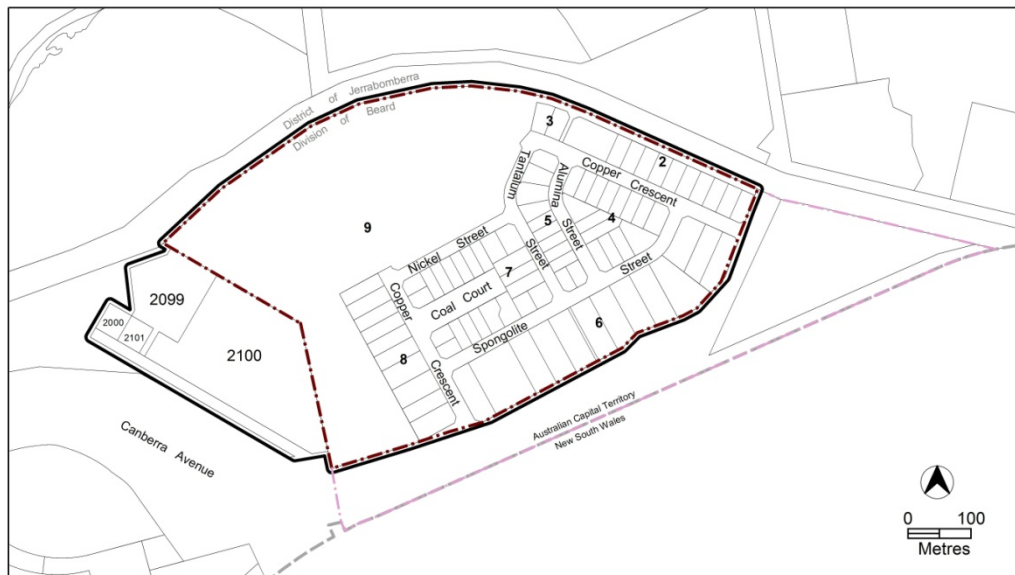 District of Jerrabomberra
Division of Beard
3
2
Copper Crescent
Tantalum
Alumina
Street
4
5
9
Nickel Street
Street
Street
7
Copper
Crescent
Coal Court
Spongolite
6
8
2099
2000
2101
2100
Canberra Avenue
Australian Capital Territory
New South Wales
0 100
Metres